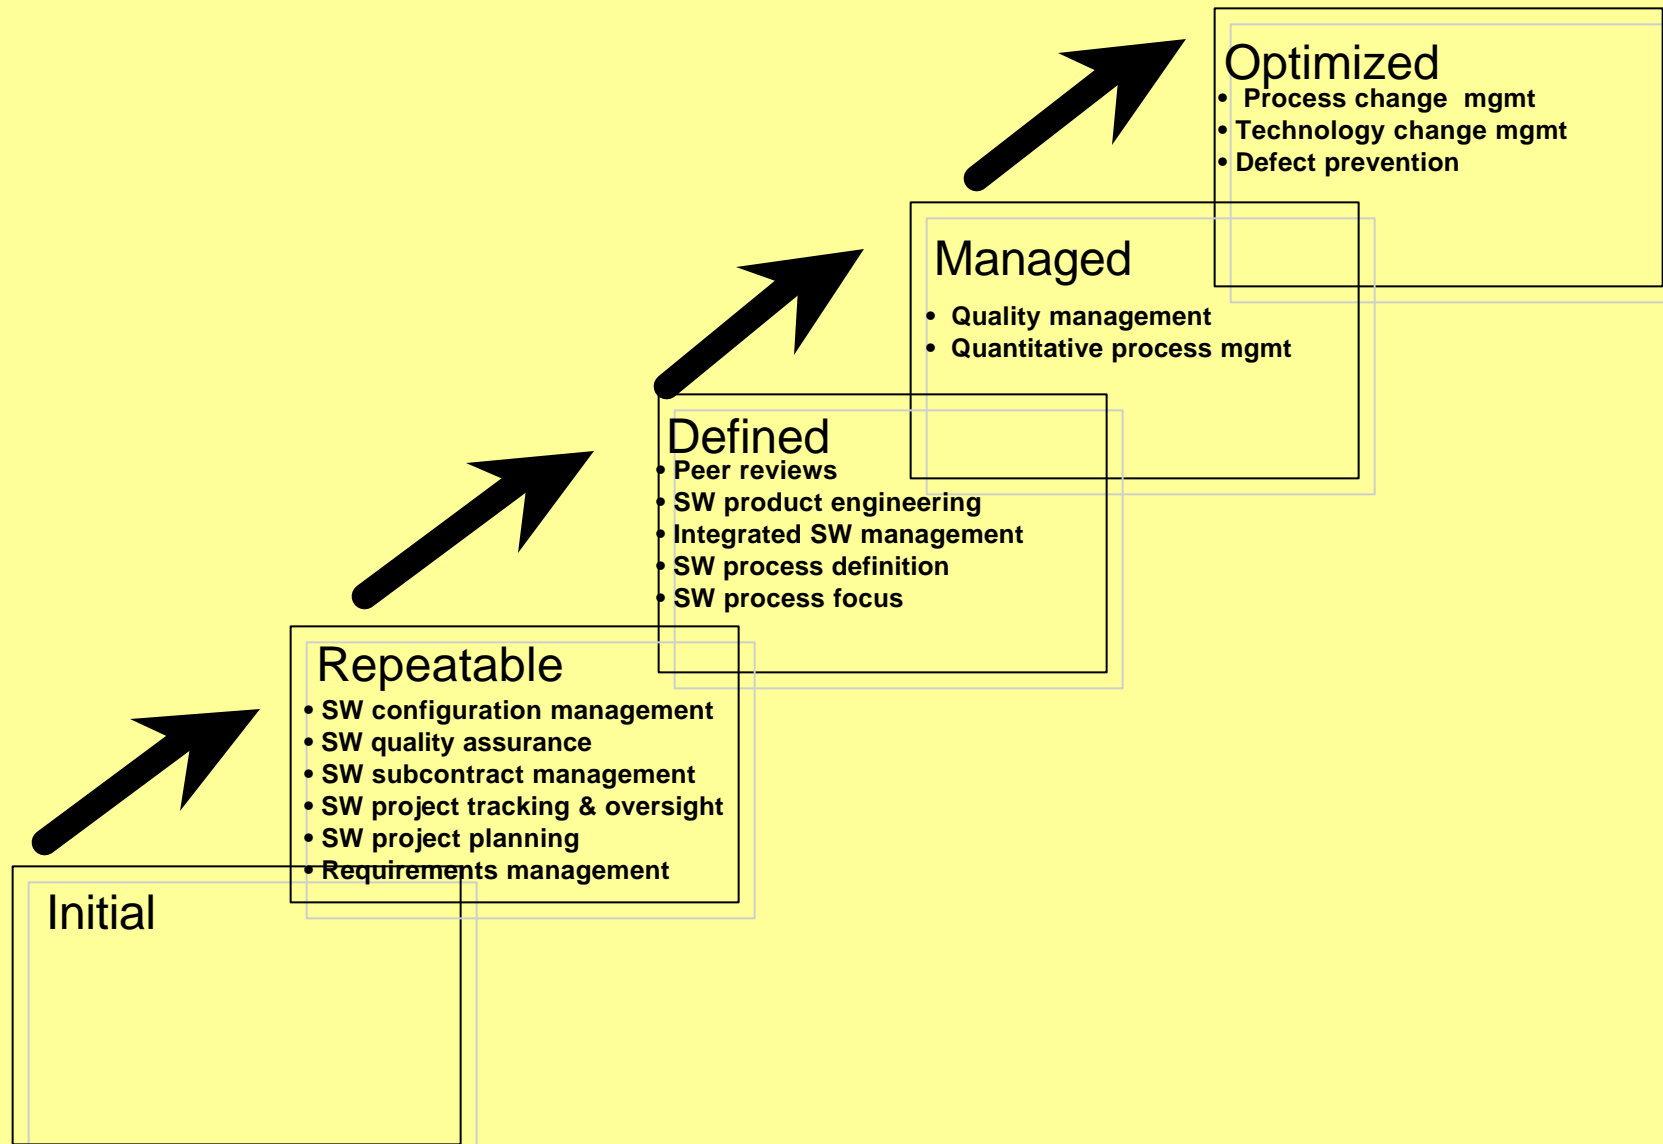 Optimized
• Process change mgmt
• Technology change mgmt
• Defect prevention
Managed
• Quality management
• Quantitative process mgmt
Defined
• Peer reviews
• SW product engineering
• Integrated SW management
• SW process definition
• SW process focus
Repeatable
• SW configuration management
• SW quality assurance
• SW subcontract management
• SW project tracking & oversight
• SW project planning
• Requirements management
Initial